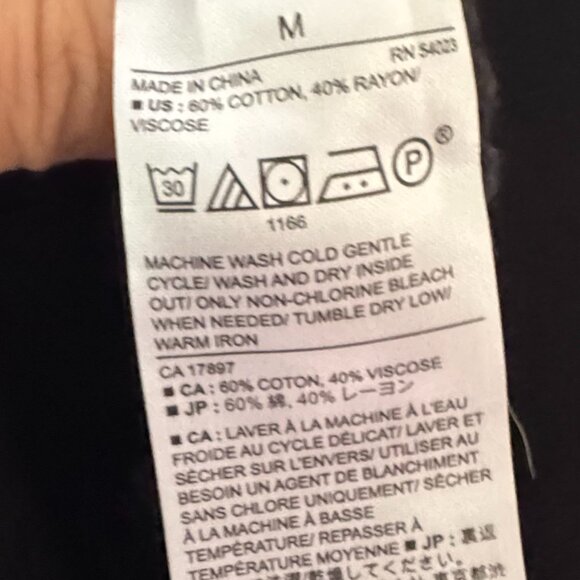 M
RN 54023
MADE IN CHINA
■ US : 60% COTTON, 40% RAYON/
VISCOSE
30 P ®
1166
MACHINE WASH COLD GENTLE
CYCLE/ WASH AND DRY INSIDE
OUT/ ONLY NON-CHLORINE BLEACH
WHEN NEEDED/ TUMBLE DRY LOW/
WARM IRON
CA 17897
■ CA : 60% COTON, 40% VISCOSE
■ JP : 60% 綿, 40% レーヨン
■ CA : LAVER À LA MACHINE À L'EAU
FROIDE AU CYCLE DÉLICAT/ LAVER ET
SÉCHER SUR L'ENVERS/ UTILISER AU
BESOIN UN AGENT DE BLANCHIMENT
SANS CHLORE UNIQUEMENT/ SÉCHER
À LA MACHINE À BASSE
TEMPÉRATURE/ REPASSER À
TEMPÉRATURE MOYENNE ■ JP : 裏返
して